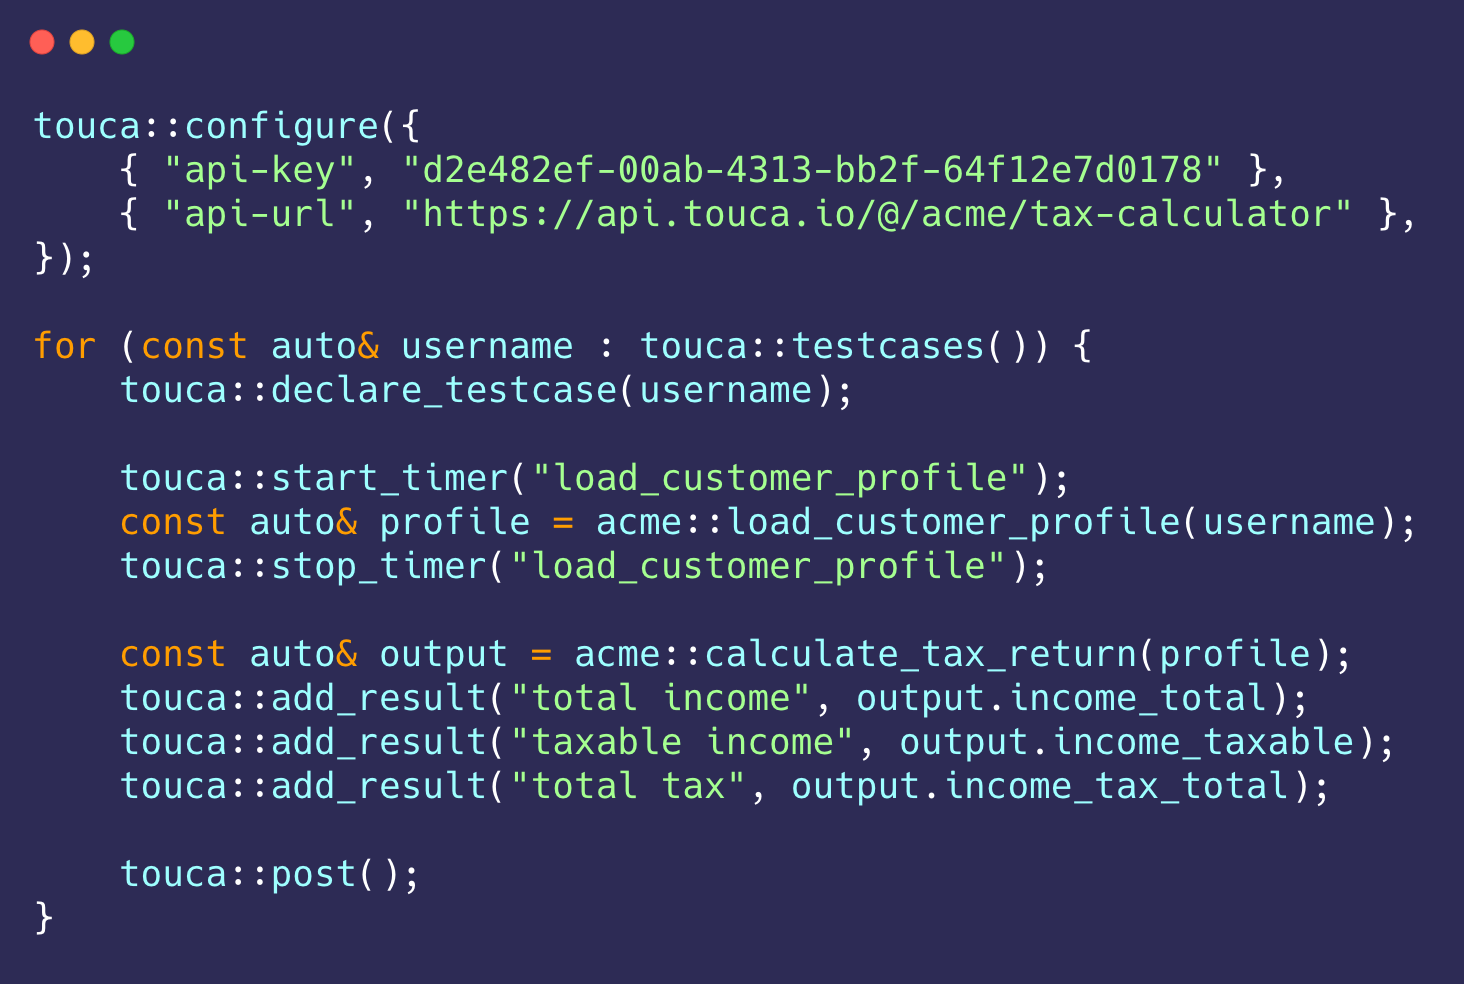 touca::configure({
    { "api-key", "d2e482ef-00ab-4313-bb2f-64f12e7d0178" },
    { "api-url", "https://api.touca.io/@/acme/tax-calculator" },
});

for (const auto& username : touca::testcases()) {
    touca::declare_testcase(username);

    touca::start_timer("load_customer_profile");
    const auto& profile = acme::load_customer_profile(username);
    touca::stop_timer("load_customer_profile");

    const auto& output = acme::calculate_tax_return(profile);
    touca::add_result("total income", output.income_total);
    touca::add_result("taxable income", output.income_taxable);
    touca::add_result("total tax", output.income_tax_total);

    touca::post();
}